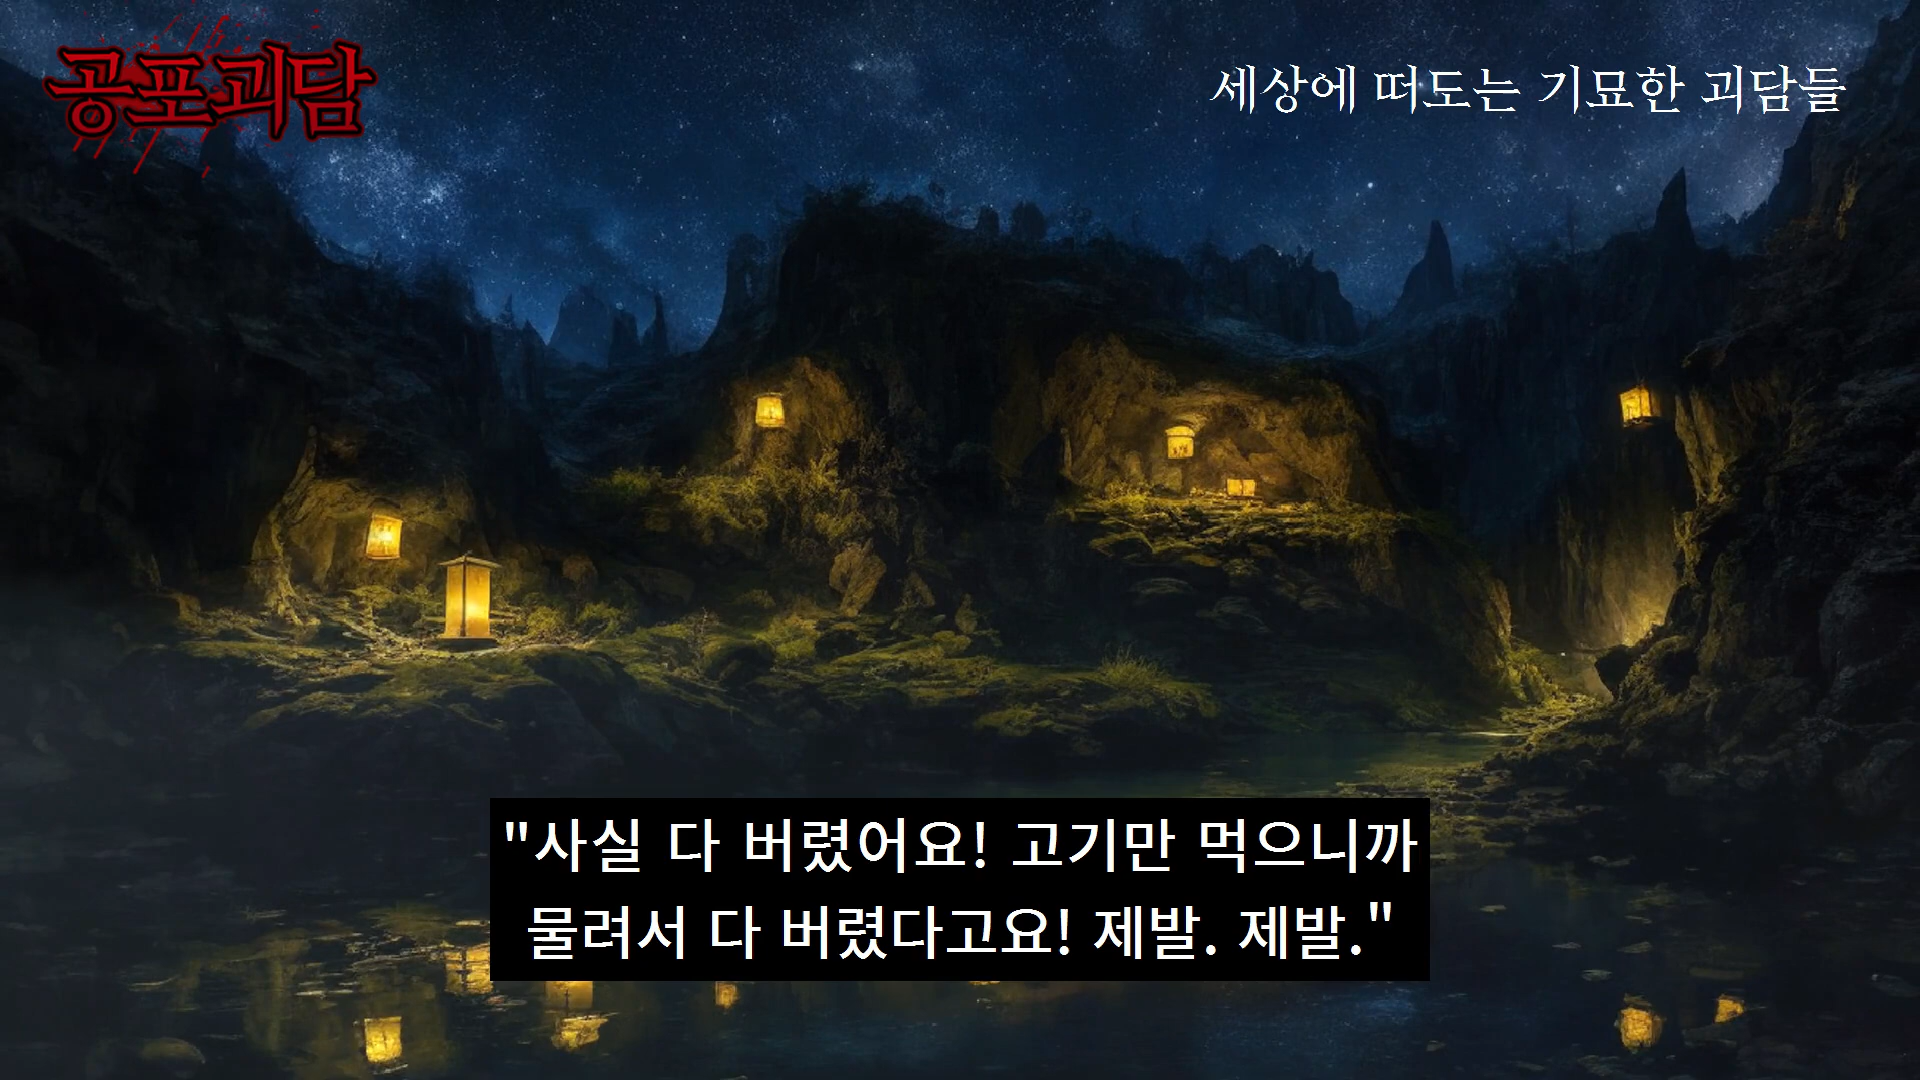 공포괴담
세상에 떠도는 기묘한 괴담들
"사실 다 버렸어요! 고기만 먹으니까
물려서 다 버렸다고요! 제발. 제발."